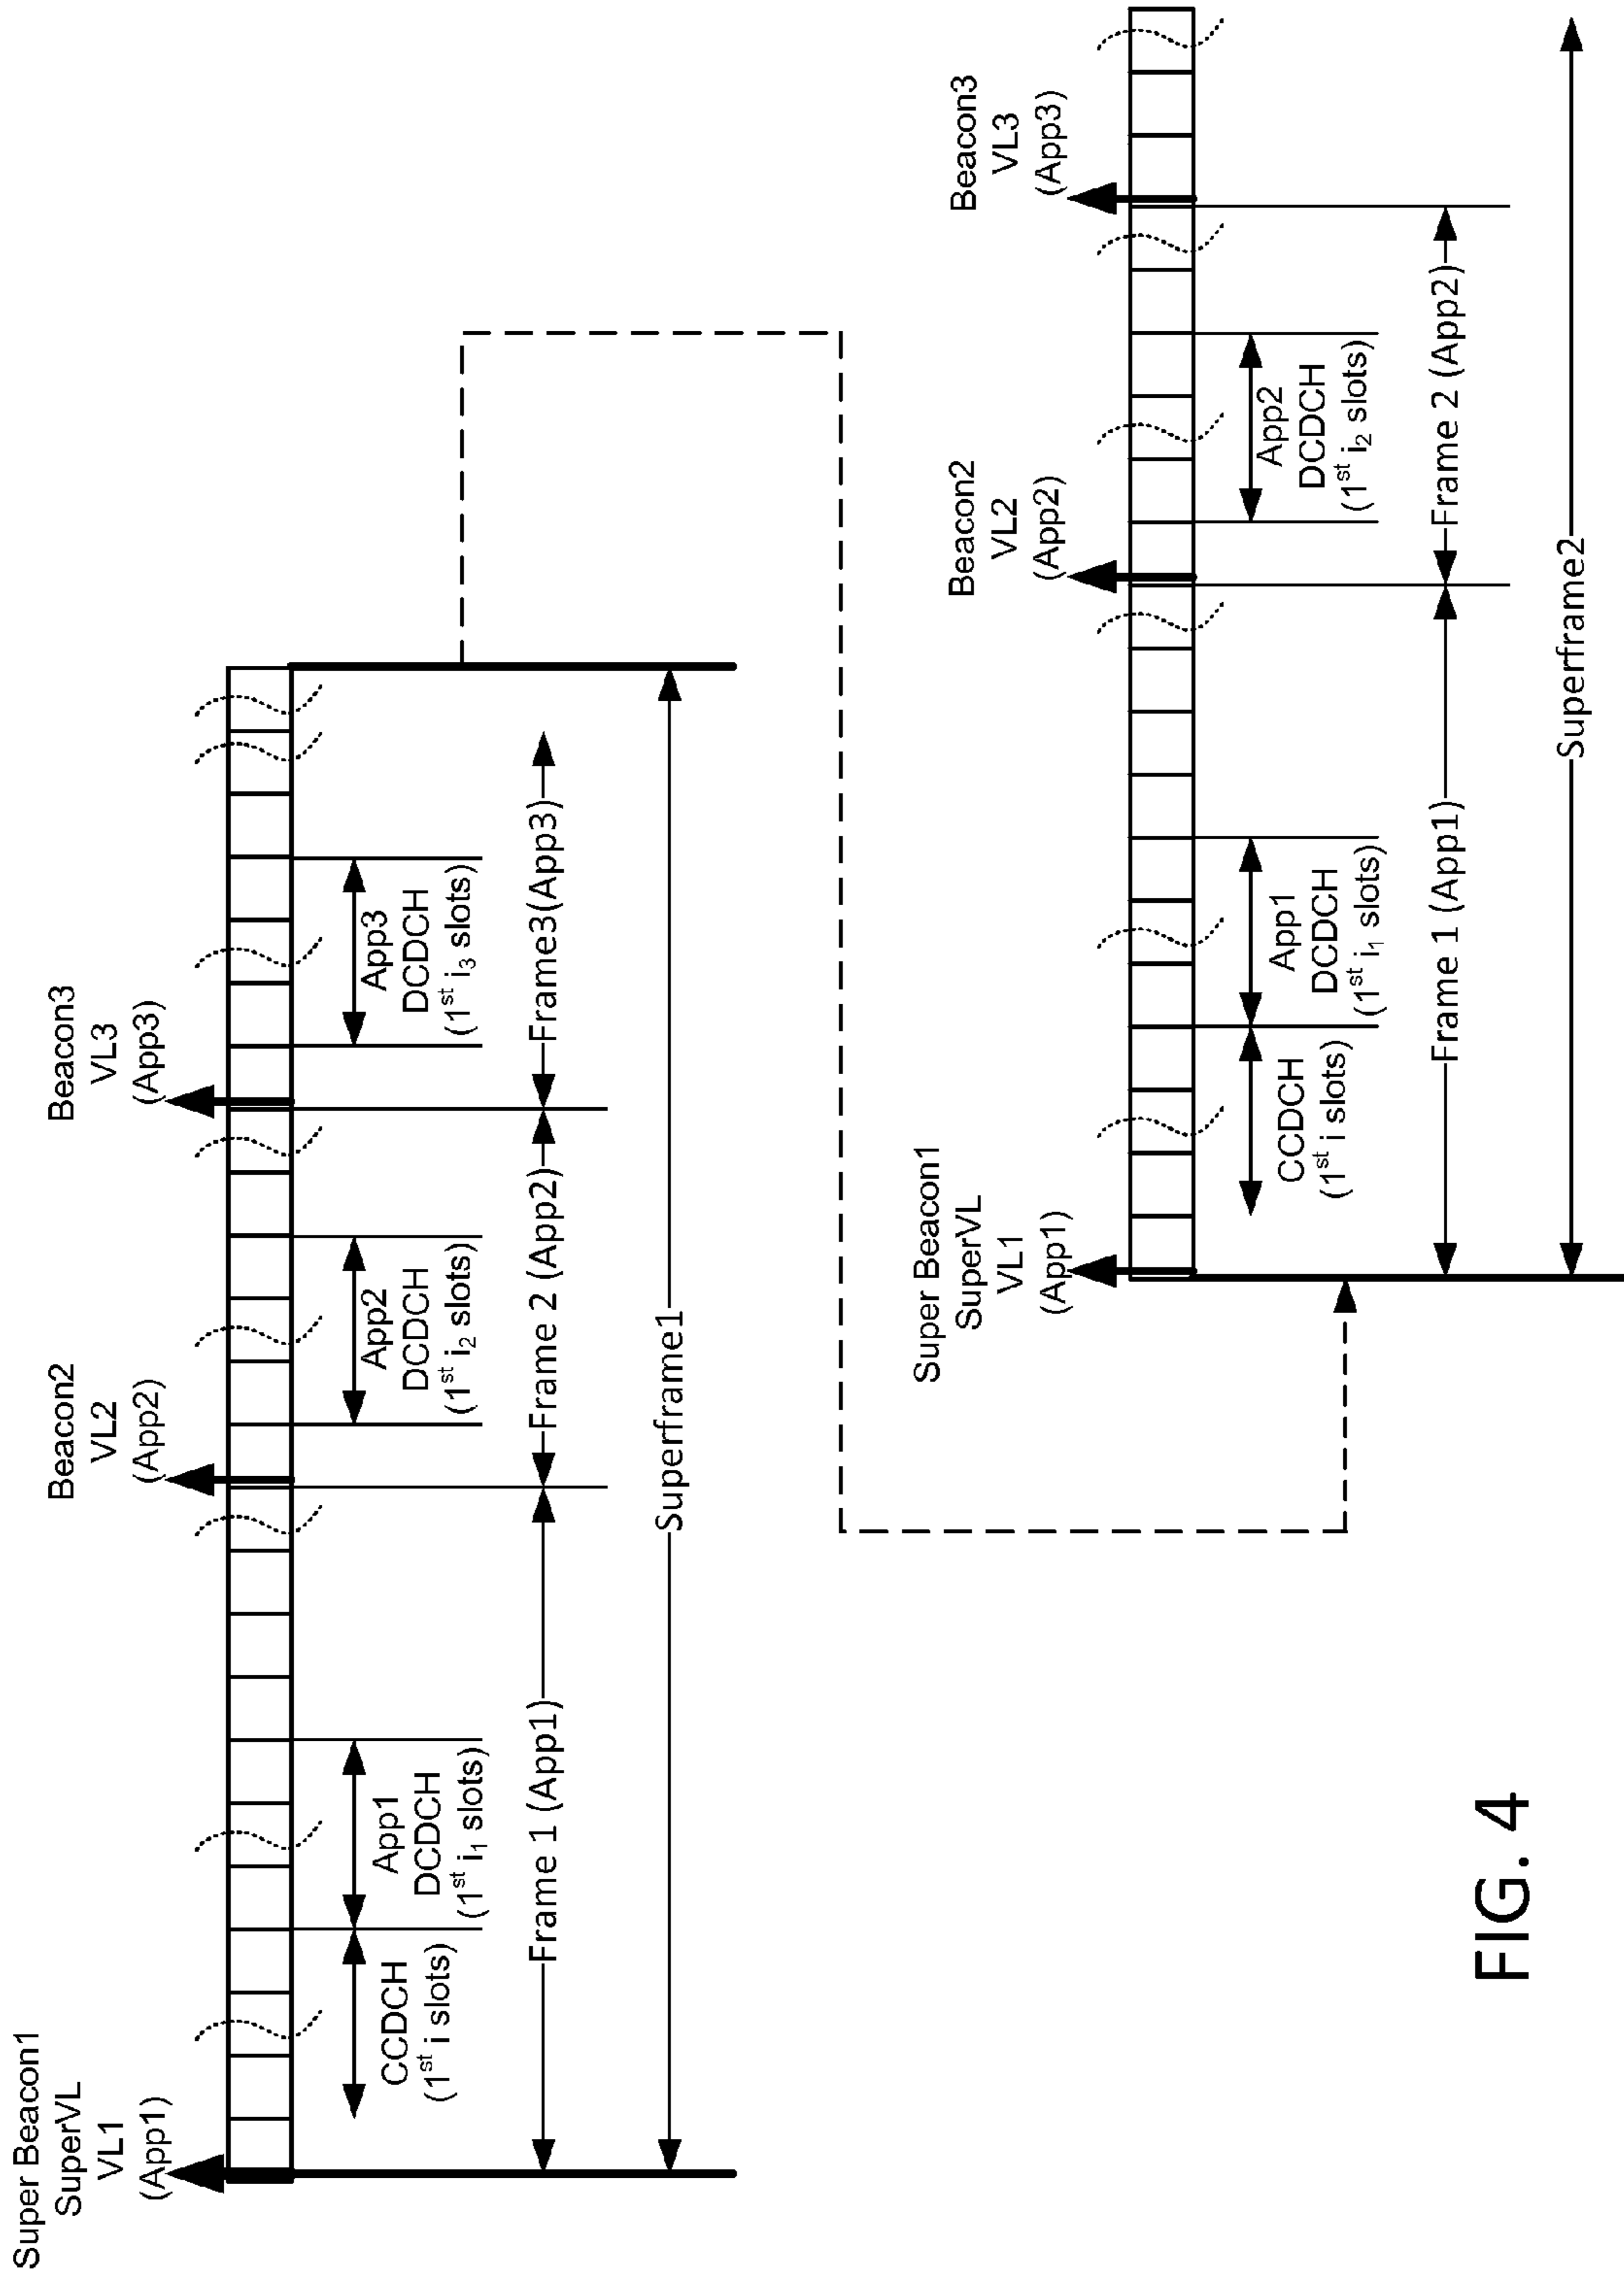 Super Beacon1
SuperVL
VL1
(App1)
Beacon2
VL2
(App2)
Beacon3
VL3
(App3)
CCDCH
(1st i slots)
App1
DCDCH
(1st i1 slots)
App2
DCDCH
(1st i2 slots)
App3
DCDCH
(1st i3 slots)
Frame 1 (App1)
Frame 2 (App2)
Frame3(App3)
Superframe1
Super Beacon1
SuperVL
VL1
(App1)
Beacon2
VL2
(App2)
Beacon3
VL3
(App3)
CCDCH
(1st i slots)
App1
DCDCH
(1st i1 slots)
App2
DCDCH
(1st i2 slots)
Frame 1 (App1)
Frame 2 (App2)
Superframe2
FIG. 4